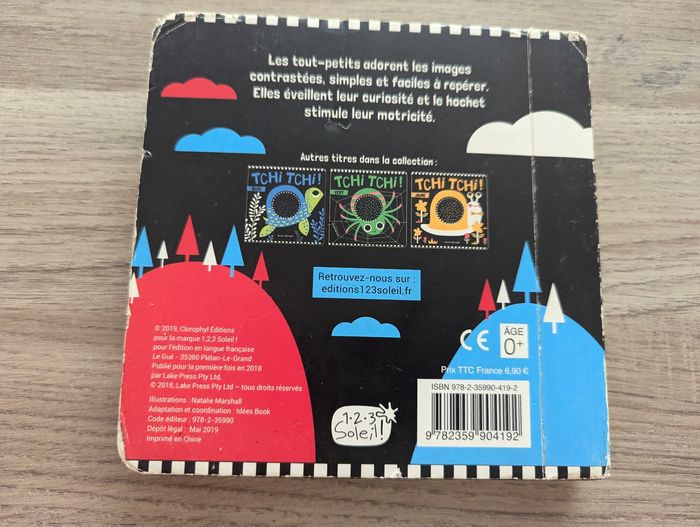 Les tout-petits adorent les images
contrastées, simples et faciles à repérer.
Elles éveillent leur curiosité et le hochet
stimule leur motricité.
Autres titres dans la collection :
TCHI TCHI!
BLEU
TCHI TCHI!
VERT
TCHI TCHI!
Retrouvez-nous sur :
editions123soleil.fr
© 2019, Clorophyl Éditions
pour la marque 1,2,3 Soleil !
pour l'édition en langue française
Le Gué - 35380 Plélan-Le-Grand
Publié pour la première fois en 2018
par Lake Press Pty Ltd.
© 2018, Lake Press Pty Ltd – tous droits réservés
Illustrations : Natalie Marshall
Adaptation et coordination : Idées Book
Code éditeur : 978-2-35990
Dépôt légal : Mai 2019
Imprimé en Chine
1·2·3
Soleil!
CE
ÂGE
0+
Prix TTC France 6,90 €
ISBN 978-2-35990-419-2
9 782359 904192